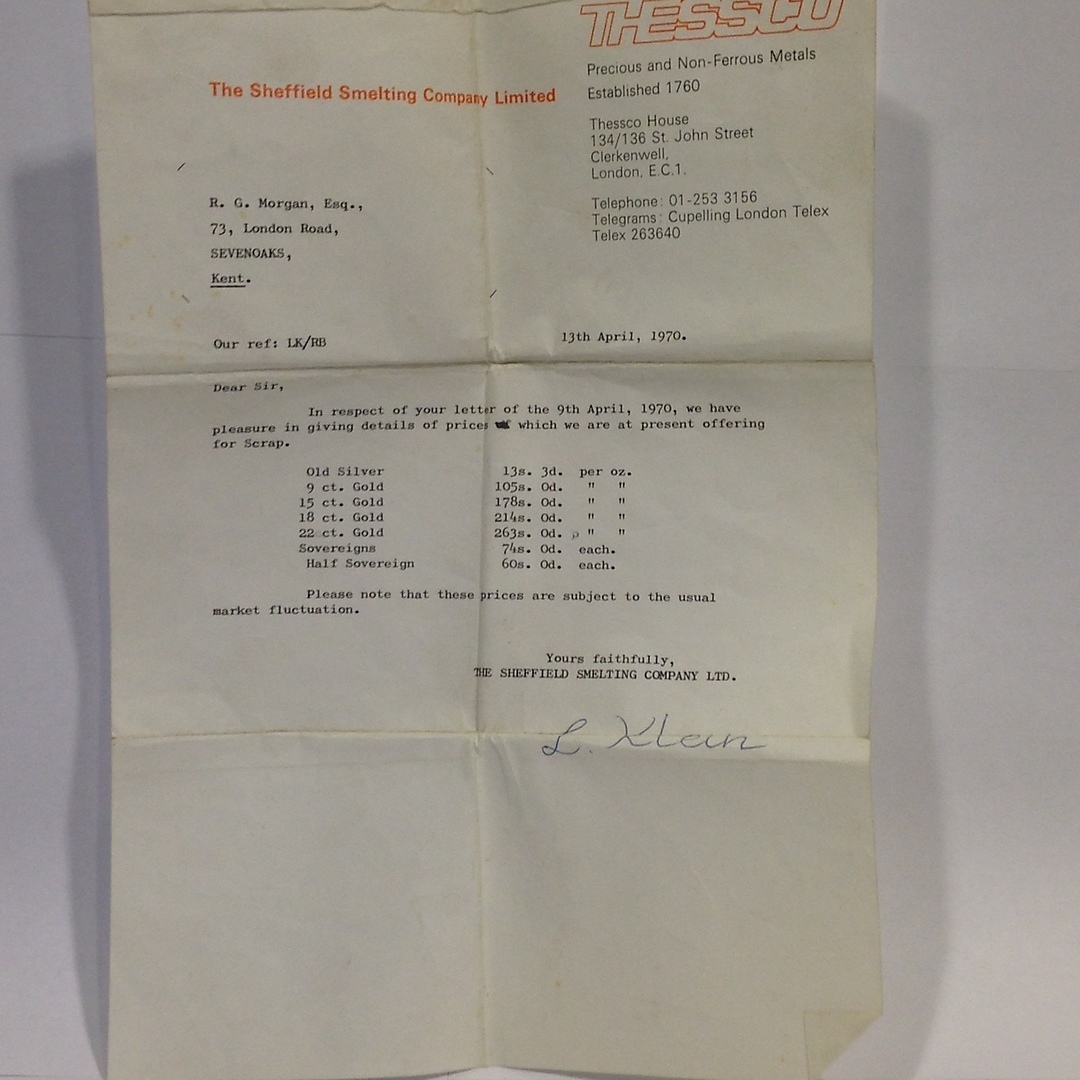 THESSCO
Precious and Non-Ferrous Metals
Established 1760
The Sheffield Smelting Company Limited
Thessco House
134/136 St. John Street
Clerkenwell,
London, E.C.1.
Telephone: 01-253 3156
Telegrams: Cupelling London Telex
Telex 263640
R. G. Morgan, Esq.,
73, London Road,
SEVENOAKS,
Kent.
Our ref: LK/RB
13th April, 1970.
Dear Sir,
In respect of your letter of the 9th April, 1970, we have
pleasure in giving details of prices which we are at present offering
for Scrap.
Old Silver 13s. 3d. per oz.
9 ct. Gold 105s. 0d. " "
15 ct. Gold 178s. 0d. " "
18 ct. Gold 214s. 0d. " "
22 ct. Gold 263s. 0d. " "
Sovereigns 74s. 0d. each.
Half Sovereign 60s. 0d. each.
Please note that these prices are subject to the usual
market fluctuation.
Yours faithfully,
THE SHEFFIELD SMELTING COMPANY LTD.
L. Klein